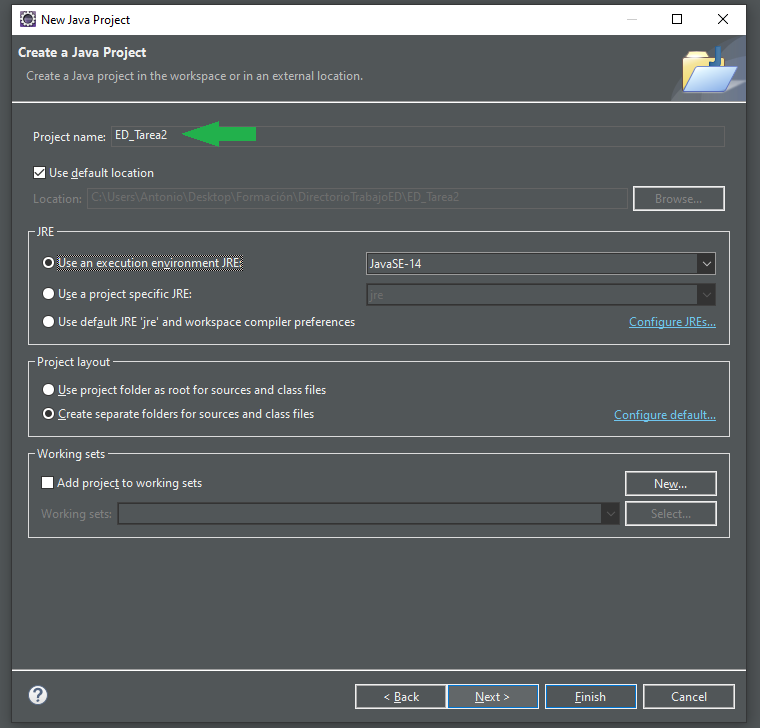 New Java Project
Create a Java Project
Create a Java project in the workspace or in an external location.
Project name: ED_Tarea2
Use default location
Location: C:\Users\Antonio\Desktop\Formación\DirectorioTrabajoED\ED_Tarea2 Browse...
JRE
Use an execution environment JRE: JavaSE-14
Use a project specific JRE: jre
Use default JRE 'jre' and workspace compiler preferences Configure JREs...
Project layout
Use project folder as root for sources and class files
Create separate folders for sources and class files Configure default...
Working sets
Add project to working sets New...
Working sets: Select...
? < Back Next > Finish Cancel